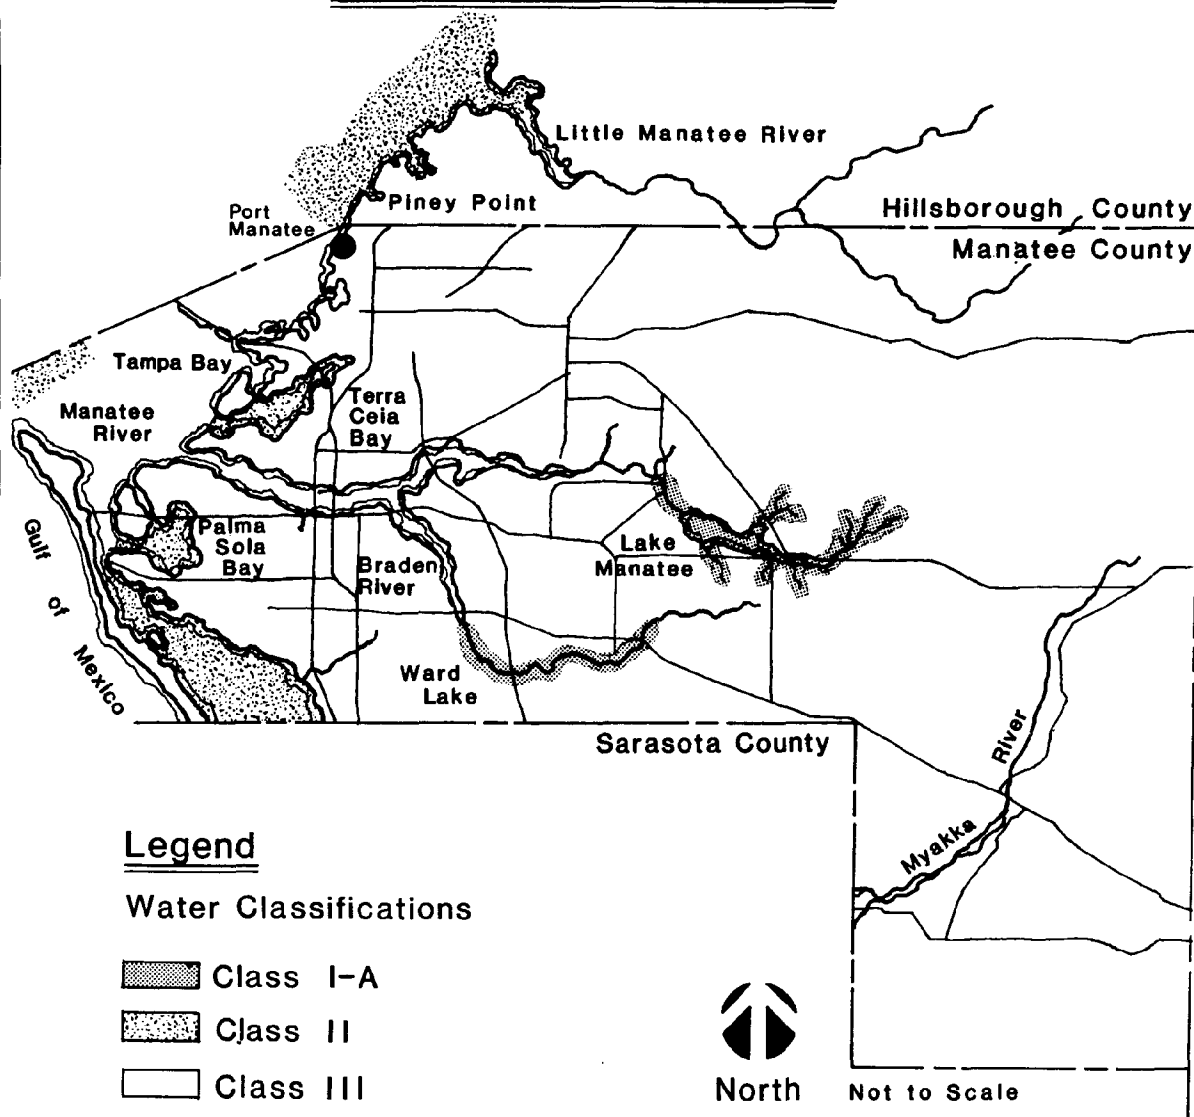 Little Manatee River
Piney Point
Port
Manatee
Hillsborough County
Manatee County
Tampa Bay
Manatee
River
Terra
Ceia
Bay
Gulf
of
Mexico
Palma
Sola
Bay
Braden
River
Lake
Manatee
Ward
Lake
Sarasota County
River
Myakka
Legend
Water Classifications
Class I-A
Class II
Class III
North
Not to Scale